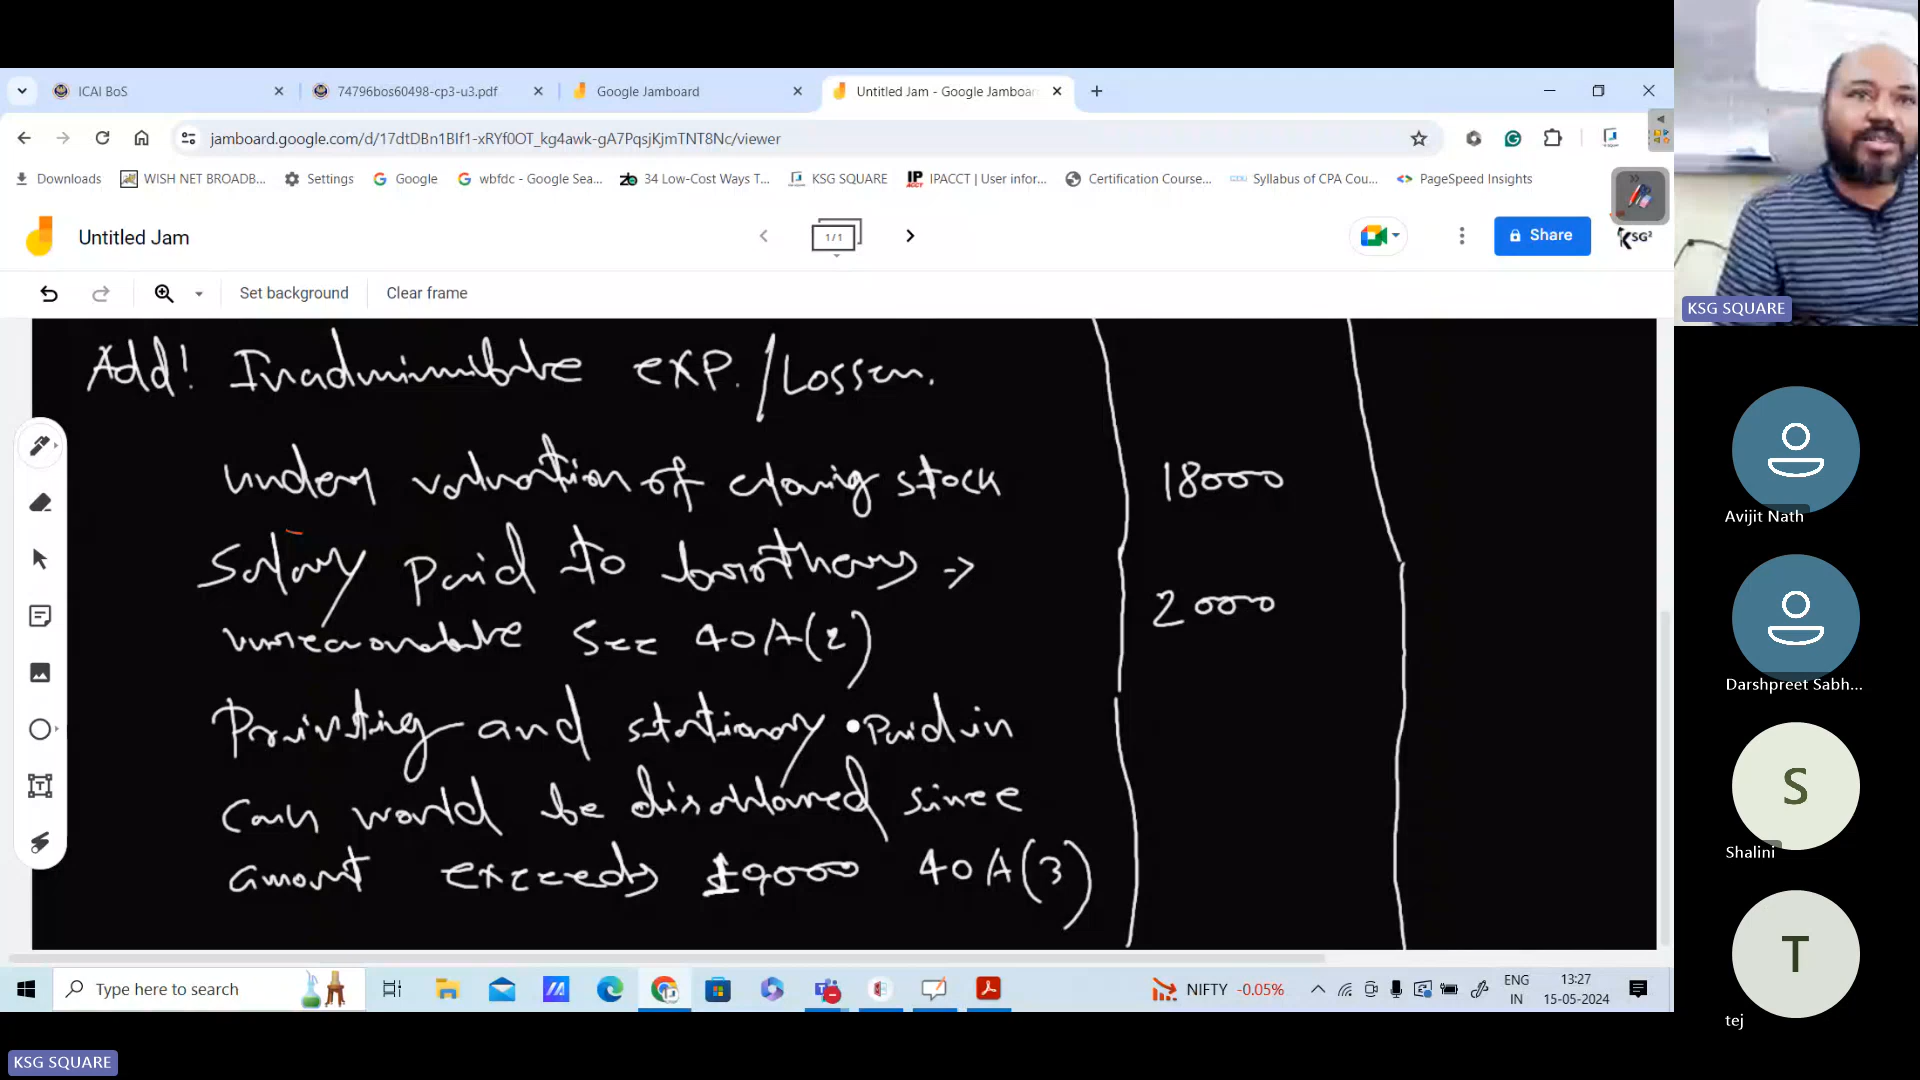 ICAI BoS
74796bos60498-cp3-u3.pdf
Google Jamboard
Untitled Jam - Google Jamboar
jamboard.google.com/d/17dtDBn1BIf1-xRYf0OT_kg4awk-gA7PqsjKjmTNT8Nc/viewer
Downloads
WISH NET BROADB...
Settings
Google
wbfdc - Google Sea...
34 Low-Cost Ways T...
KSG SQUARE
IPACCT | User infor...
Certification Course...
Syllabus of CPA Cou...
PageSpeed Insights
Untitled Jam
1/1
Share
KSG²
Set background
Clear frame
Add: Inadmissible exp./Losses.
under valuation of closing stock 18000
Salary paid to brothers → 2000
unreasonable Sec 40A(2)
Printing and stationary • Paid in
Cash would be disallowed since
amount exceeds 10000 40A(3)
KSG SQUARE
Avijit Nath
Darshpreet Sabh...
S
Shalini
T
tej
Type here to search
NIFTY -0.05%
ENG
IN
13:27
15-05-2024
KSG SQUARE